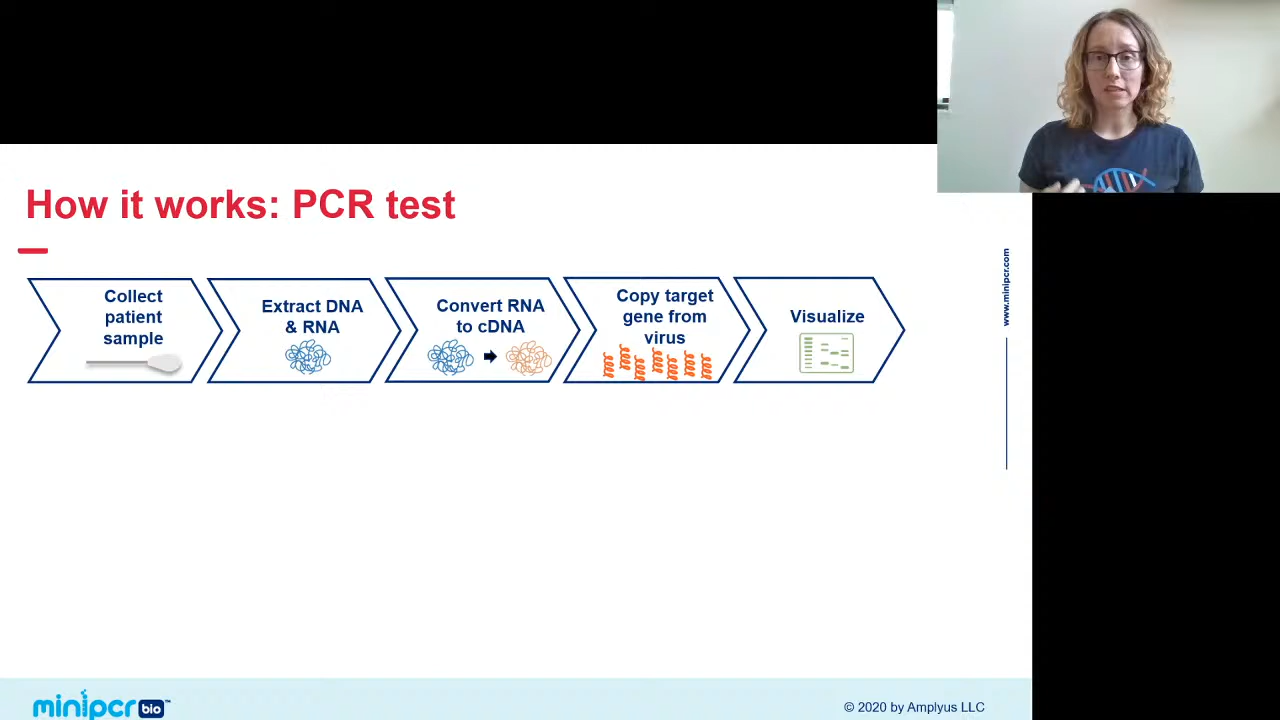 How it works: PCR test
Collect
patient
sample
Extract DNA
& RNA
Convert RNA
to cDNA
Copy target
gene from
virus
Visualize
www.minipcr.com
minipcr bio™
© 2020 by Amplyus LLC